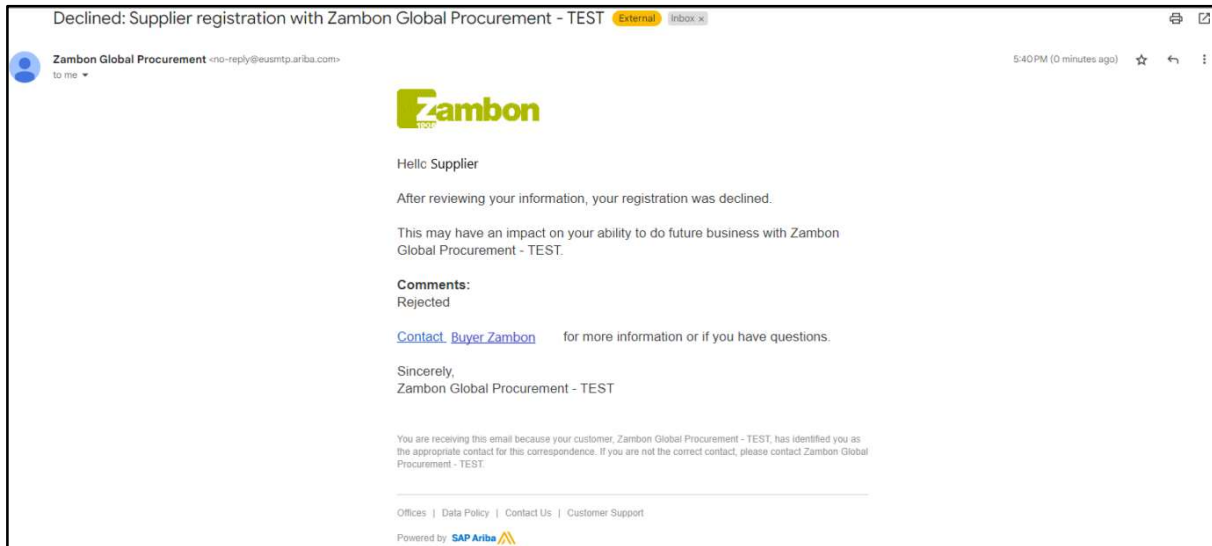 Declined: Supplier registration with Zambon Global Procurement - TEST External Inbox x
Zambon Global Procurement <no-reply@eusmtp.ariba.com>
5:40 PM (0 minutes ago)
to me
Zambon
1906
Hello Supplier
After reviewing your information, your registration was declined.
This may have an impact on your ability to do future business with Zambon
Global Procurement - TEST.
Comments:
Rejected
Contact Buyer Zambon for more information or if you have questions.
Sincerely,
Zambon Global Procurement - TEST
You are receiving this email because your customer, Zambon Global Procurement - TEST, has identified you as
the appropriate contact for this correspondence. If you are not the correct contact, please contact Zambon Global
Procurement - TEST.
Offices | Data Policy | Contact Us | Customer Support
Powered by SAP Ariba